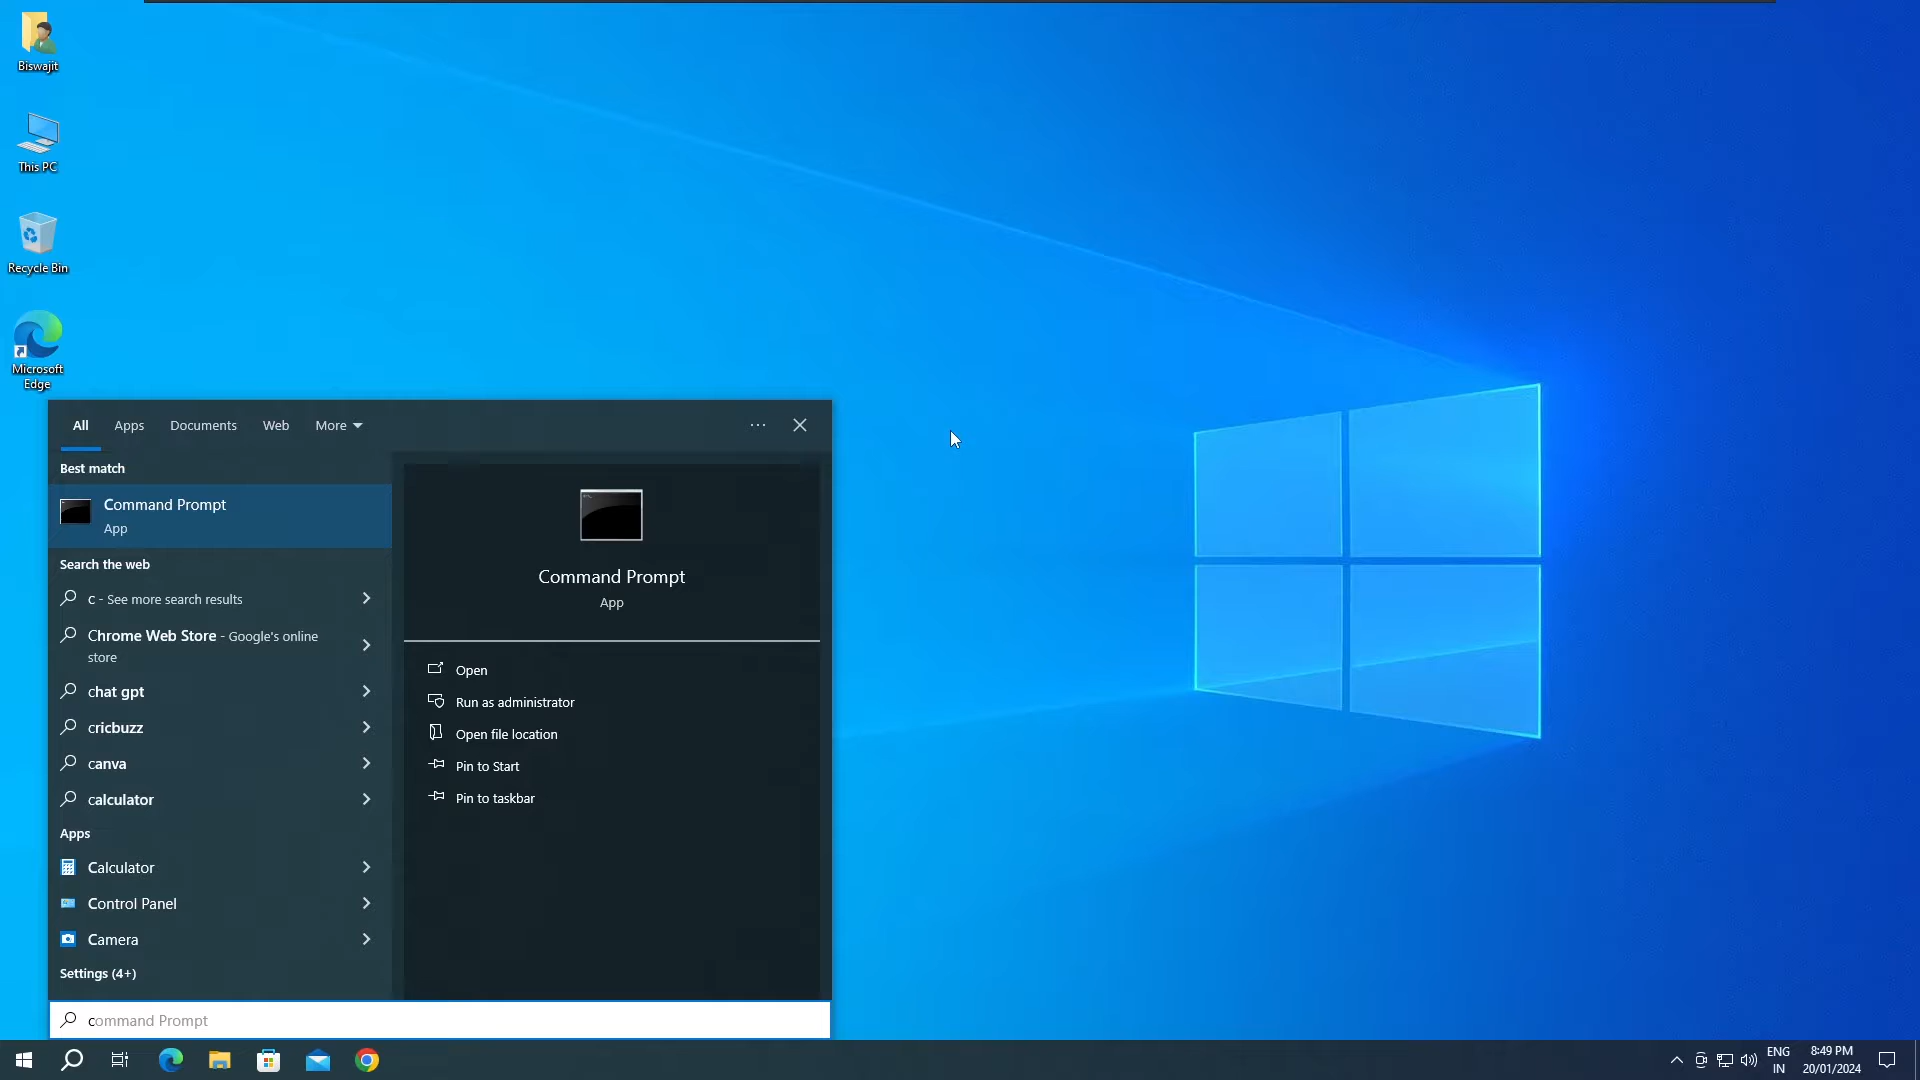 Biswajit
This PC
Recycle Bin
Microsoft
Edge
All Apps Documents Web More
Best match
Command Prompt
App
Search the web
c - See more search results
Chrome Web Store - Google's online
store
chat gpt
cricbuzz
canva
calculator
Apps
Calculator
Control Panel
Camera
Settings (4+)
Command Prompt
App
Open
Run as administrator
Open file location
Pin to Start
Pin to taskbar
command Prompt
ENG
IN
8:49 PM
20/01/2024